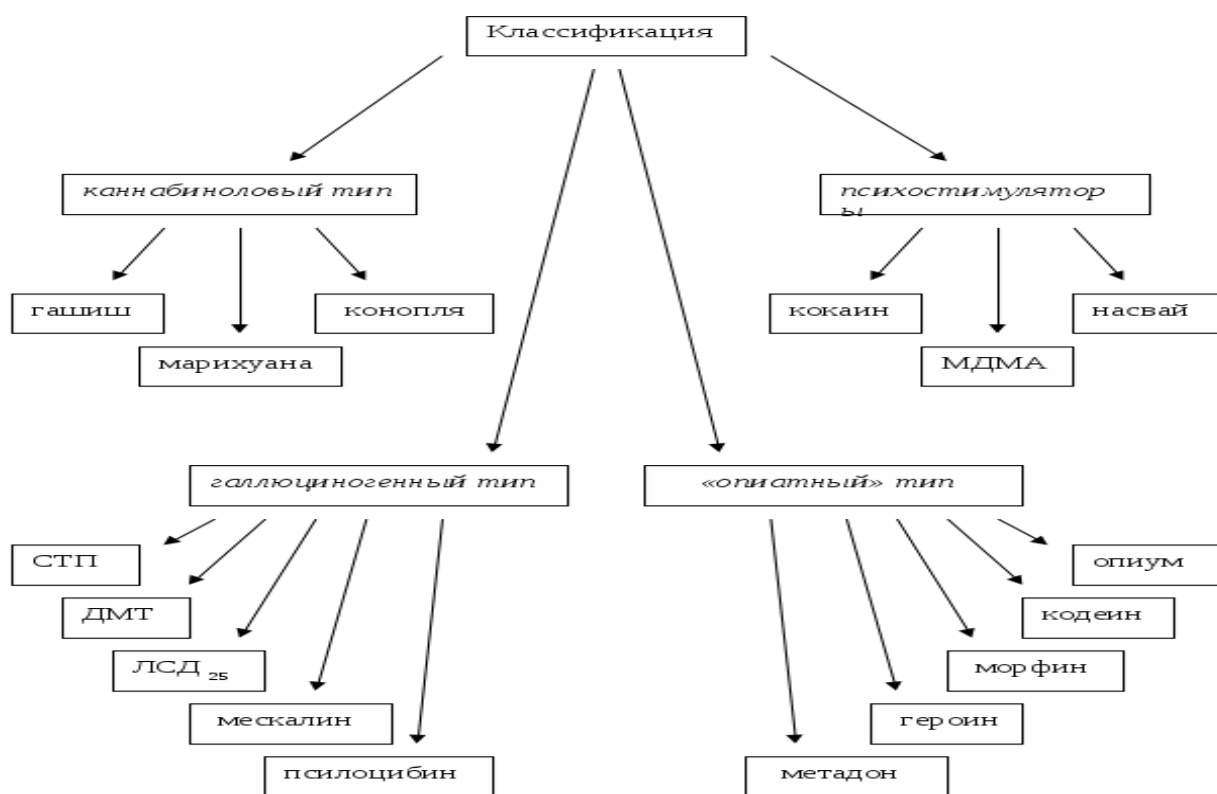 Классификация
каннабиноловый тип
психостимулятор
ы
гашиш
марихуана
конопля
кокаин
МДМА
насвай
галлюциногенный тип
СТП
ДМТ
ЛСД 25
мескалин
псилоцибин
«опиатный» тип
опиум
кодеин
морфин
героин
метадон